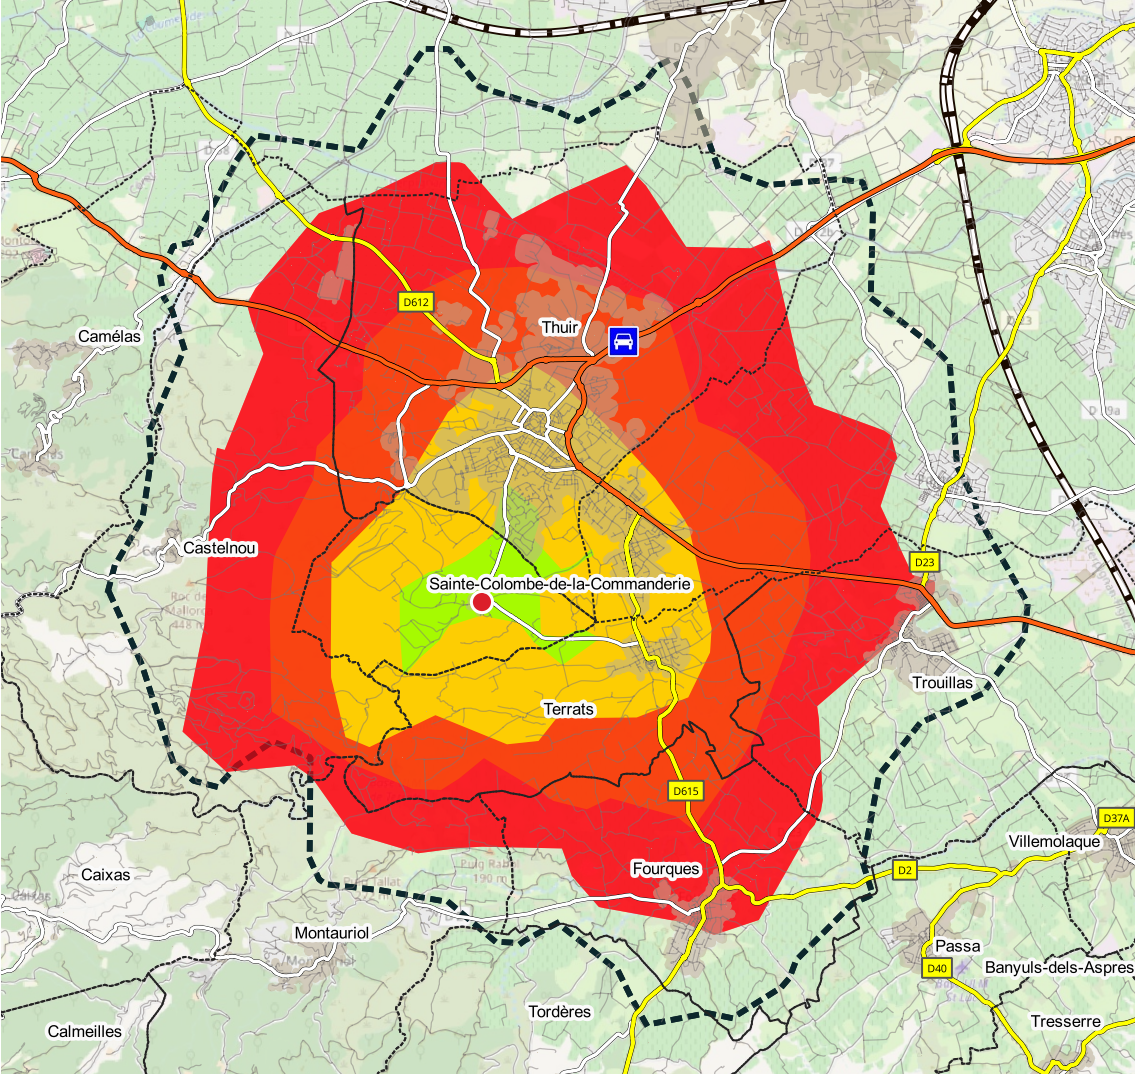 D612
Thuir
Camélas
Castelnou
Sainte-Colombe-de-la-Commanderie
D23
Trouillas
Terrats
D615
D37A
Villemolaque
Fourques
D2
Caixas
Montauriol
Passa
D40
Banyuls-dels-Aspres
Tordères
Tresserre
Calmeilles